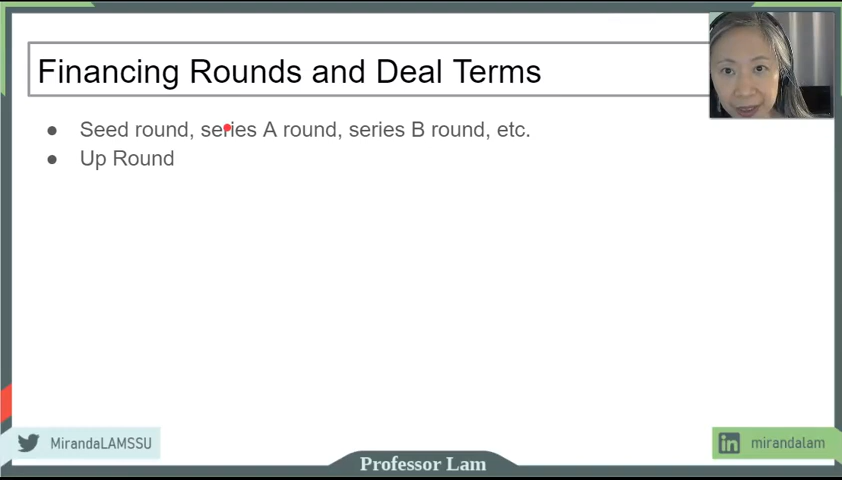 Financing Rounds and Deal Terms
● Seed round, series A round, series B round, etc.
● Up Round
MirandaLAMSSU
mirandalam
Professor Lam